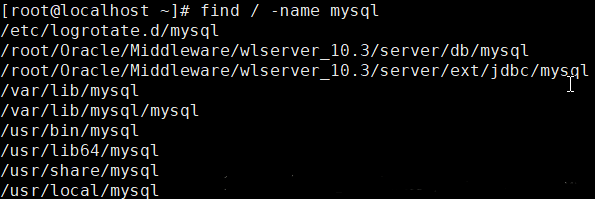 [root@localhost ~]# find / -name mysql
/etc/logrotate.d/mysql
/root/Oracle/Middleware/wlserver_10.3/server/db/mysql
/root/Oracle/Middleware/wlserver_10.3/server/ext/jdbc/mysql
/var/lib/mysql
/var/lib/mysql/mysql
/usr/bin/mysql
/usr/lib64/mysql
/usr/share/mysql
/usr/local/mysql